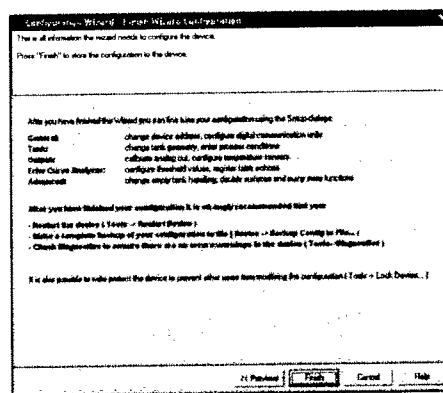 Configuration Wizard - Finish Wizard Configuration
This is all information the wizard needs to configure the device.
Press "Finish" to store the configuration to the device.
After you have finished the Wizard you can fine tune your configuration using the Setup dialogs:
General: change device address, configure digital communication units
Tank: change tank geometry, enter process conditions
Outputs: calibrate analog out, configure temperature sensors
Echo Curve Analyzer: configure threshold values, register false echoes
Advanced: change empty tank handling, double surfaces and many more functions
When you have finished your configuration it is strongly recommended that you
- Restart the device ( Tools -> Restart Device )
- Make a complete backup of your configuration to file ( Device -> Backup Config to File... )
- Check Diagnostics to ensure there are no errors/warnings in the device ( Tools->Diagnostics )
It is also possible to write protect the device to prevent other users from modifying the configuration ( Tools -> Lock Device... )
<< Previous Finish Cancel Help